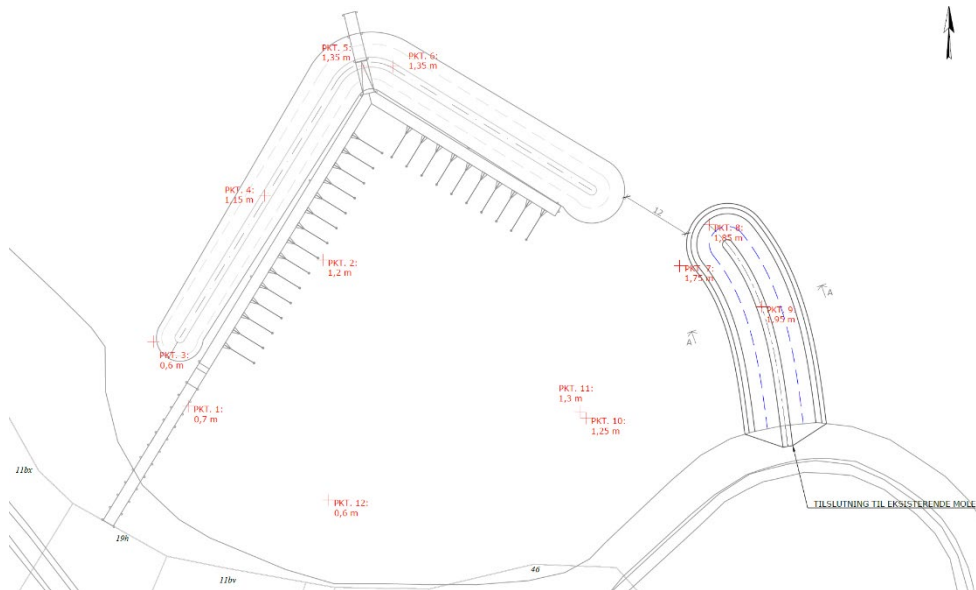 PKT. 5:
1,35 m
PKT. 6:
1,35 m
PKT. 4:
1,15 m
12
PKT. 8:
1,85 m
PKT. 2:
1,2 m
PKT. 7:
1,75 m
A
PKT. 9:
1,95 m
A
PKT. 3:
0,6 m
PKT. 11:
1,3 m
PKT. 1:
0,7 m
PKT. 10:
1,25 m
11bx
PKT. 12:
0,6 m
TILSLUTNING TIL EKSISTERENDE MOLE
19h
46
11bv